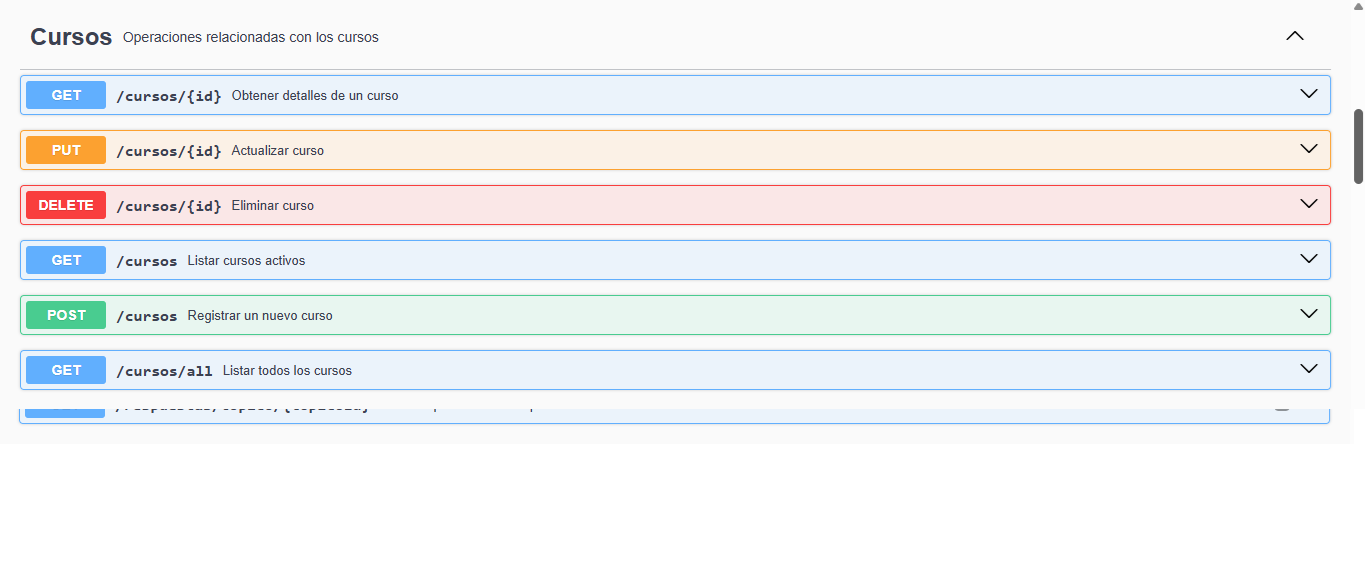 Cursos Operaciones relacionadas con los cursos
GET /cursos/{id} Obtener detalles de un curso
PUT /cursos/{id} Actualizar curso
DELETE /cursos/{id} Eliminar curso
GET /cursos Listar cursos activos
POST /cursos Registrar un nuevo curso
GET /cursos/all Listar todos los cursos